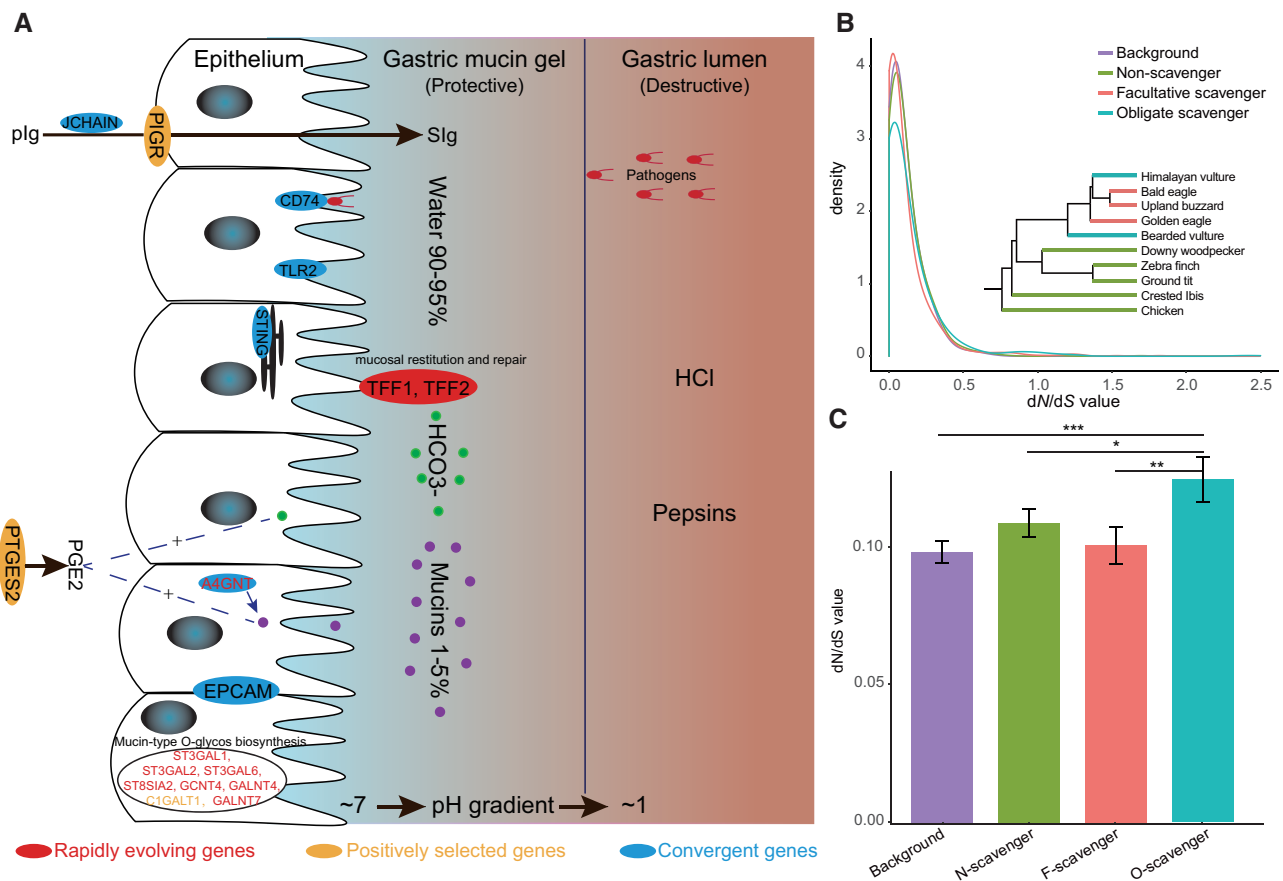 A
Epithelium
Gastric mucin gel
(Protective)
Gastric lumen
(Destructive)
pIg
JCHAIN
PIGR
SIg
CD74
TLR2
STING
Water 90-95%
Pathogens
mucosal restitution and repair
TFF1, TFF2
HCO3-
HCl
Pepsins
PTGES2
PGE2
+
+
A4GNT
Mucins 1-5%
EPCAM
Mucin-type O-glycos biosynthesis
ST3GAL1,
ST3GAL2, ST3GAL6,
ST8SIA2, GCNT4, GALNT4,
C1GALT1, GALNT7
~7
pH gradient
~1
Rapidly evolving genes
Positively selected genes
Convergent genes
B
density
4
3
2
1
0
0.0
0.5
1.0
1.5
2.0
2.5
dN/dS value
Background
Non-scavenger
Facultative scavenger
Obligate scavenger
Himalayan vulture
Bald eagle
Upland buzzard
Golden eagle
Bearded vulture
Downy woodpecker
Zebra finch
Ground tit
Crested Ibis
Chicken
C
dN/dS value
0.10
0.05
0.00
***
*
**
Background
N-scavenger
F-scavenger
O-scavenger